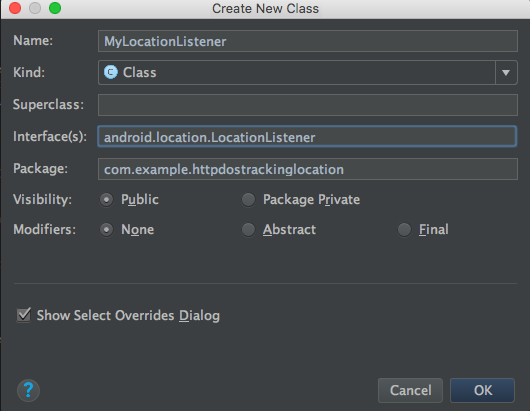 Create New Class
Name: MyLocationListener
Kind: C Class
Superclass:
Interface(s): android.location.LocationListener
Package: com.example.httpdostrackinglocation
Visibility: Public Package Private
Modifiers: None Abstract Final
Show Select Overrides Dialog
? Cancel OK